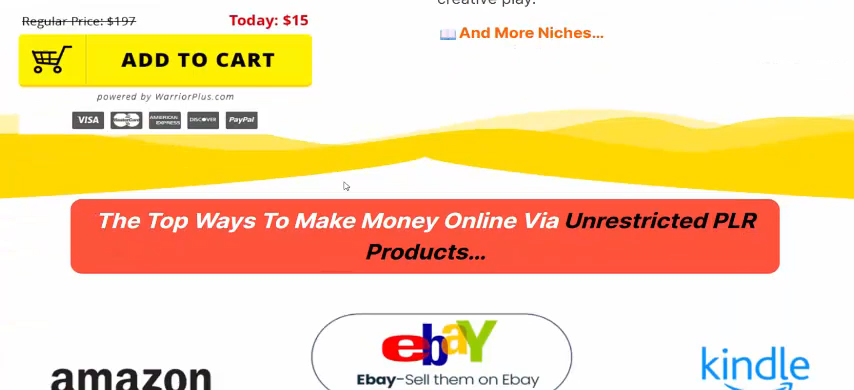 creative play.
Regular Price: $197
Today: $15
📖 And More Niches...
ADD TO CART
powered by WarriorPlus.com
VISA MasterCard AMERICAN EXPRESS DISCOVER PayPal
The Top Ways To Make Money Online Via Unrestricted PLR
Products...
ebaY
amazon
Ebay-Sell them on Ebay
kindle